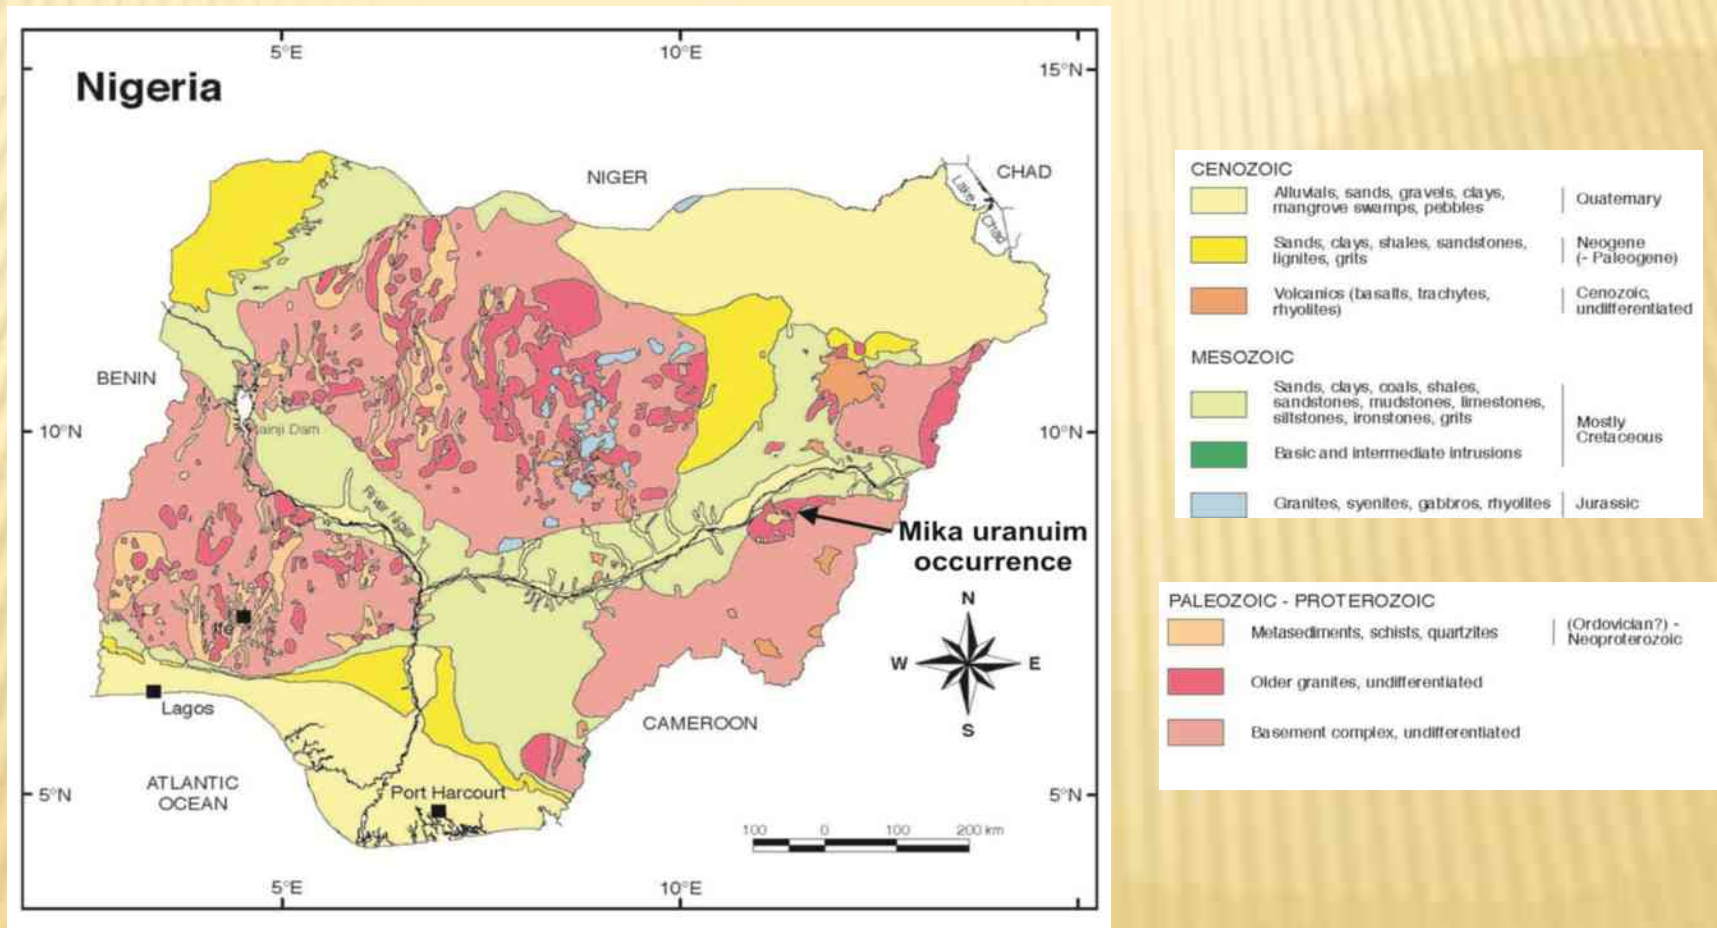 5°E
10°E
Nigeria
15°N
NIGER
CHAD
Lake
Chad
BENIN
10°N
10°N
ainji Dam
River Niger
Mika uranuim
occurrence
Ife
N
W
E
S
Lagos
CAMEROON
ATLANTIC
OCEAN
Port Harcourt
5°N
5°N
100 0 100 200 km
5°E
10°E
CENOZOIC
Alluvials, sands, gravels, clays,
mangrove swamps, pebbles
Quaternary
Sands, clays, shales, sandstones,
lignites, grits
Neogene
(- Paleogene)
Volcanics (basalts, trachytes,
rhyolites)
Cenozoic,
undifferentiated
MESOZOIC
Sands, clays, coals, shales,
sandstones, mudstones, limestones,
siltstones, ironstones, grits
Mostly
Cretaceous
Basic and intermediate intrusions
Granites, syenites, gabbros, rhyolites
Jurassic
PALEOZOIC - PROTEROZOIC
Metasediments, schists, quartzites
(Ordovician?) -
Neoproterozoic
Older granites, undifferentiated
Basement complex, undifferentiated